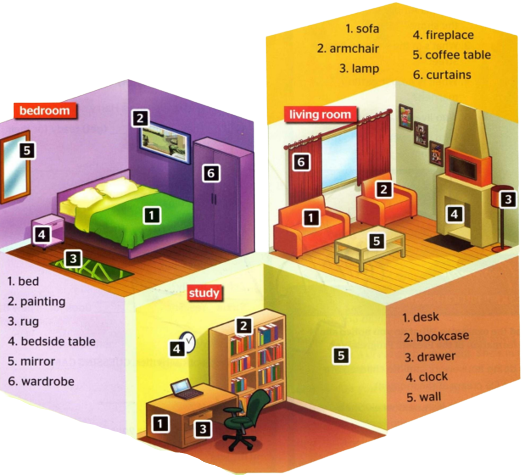 1. sofa
2. armchair
3. lamp
4. fireplace
5. coffee table
6. curtains
bedroom
2
5
6
1
4
3
living room
6
2
1
3
4
5
1. bed
2. painting
3. rug
4. bedside table
5. mirror
6. wardrobe
study
2
4
5
1
3
1. desk
2. bookcase
3. drawer
4. clock
5. wall